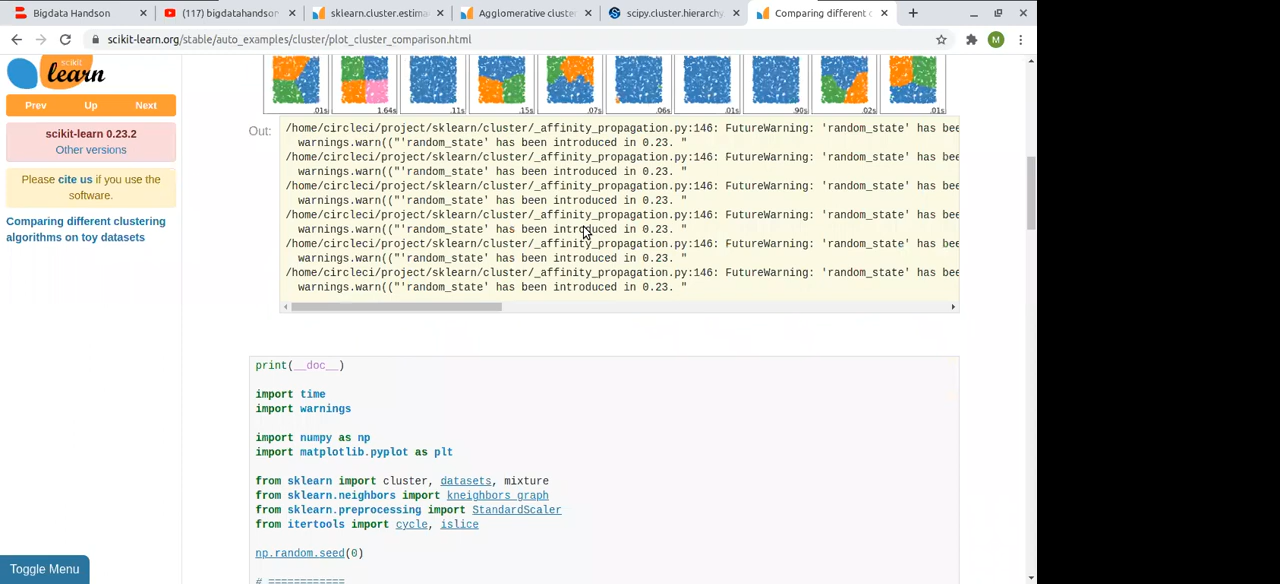 Bigdata Handson
(117) bigdatahandson
sklearn.cluster.estima
Agglomerative cluste
scipy.cluster.hierarchy
Comparing different c
scikit-learn.org/stable/auto_examples/cluster/plot_cluster_comparison.html
M
scikit
learn
Prev Up Next
scikit-learn 0.23.2
Other versions
Please cite us if you use the
software.
Comparing different clustering
algorithms on toy datasets
Toggle Menu
.01s 1.64s .11s .15s .07s .06s .01s .90s .02s .01s
Out:
/home/circleci/project/sklearn/cluster/_affinity_propagation.py:146: FutureWarning: 'random_state' has bee
warnings.warn(("'random_state' has been introduced in 0.23. "
/home/circleci/project/sklearn/cluster/_affinity_propagation.py:146: FutureWarning: 'random_state' has bee
warnings.warn(("'random_state' has been introduced in 0.23. "
/home/circleci/project/sklearn/cluster/_affinity_propagation.py:146: FutureWarning: 'random_state' has bee
warnings.warn(("'random_state' has been introduced in 0.23. "
/home/circleci/project/sklearn/cluster/_affinity_propagation.py:146: FutureWarning: 'random_state' has bee
warnings.warn(("'random_state' has been introduced in 0.23. "
/home/circleci/project/sklearn/cluster/_affinity_propagation.py:146: FutureWarning: 'random_state' has bee
warnings.warn(("'random_state' has been introduced in 0.23. "
/home/circleci/project/sklearn/cluster/_affinity_propagation.py:146: FutureWarning: 'random_state' has bee
warnings.warn(("'random_state' has been introduced in 0.23. "
print(__doc__)
import time
import warnings
import numpy as np
import matplotlib.pyplot as plt
from sklearn import cluster, datasets, mixture
from sklearn.neighbors import kneighbors_graph
from sklearn.preprocessing import StandardScaler
from itertools import cycle, islice
np.random.seed(0)
# ============